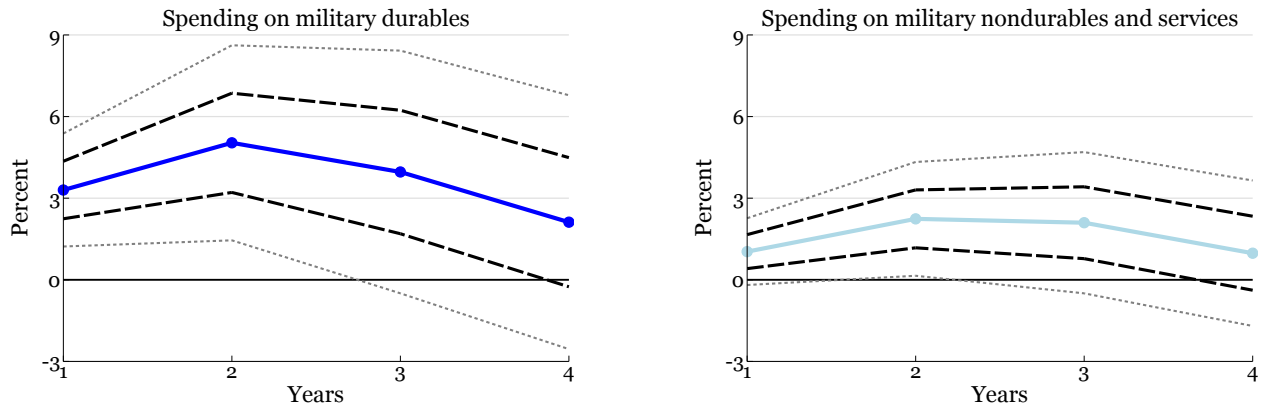 Spending on military durables
9
6
3
0
-3
1 2 3 4
Percent
Years
Spending on military nondurables and services
9
6
3
0
-3
1 2 3 4
Percent
Years